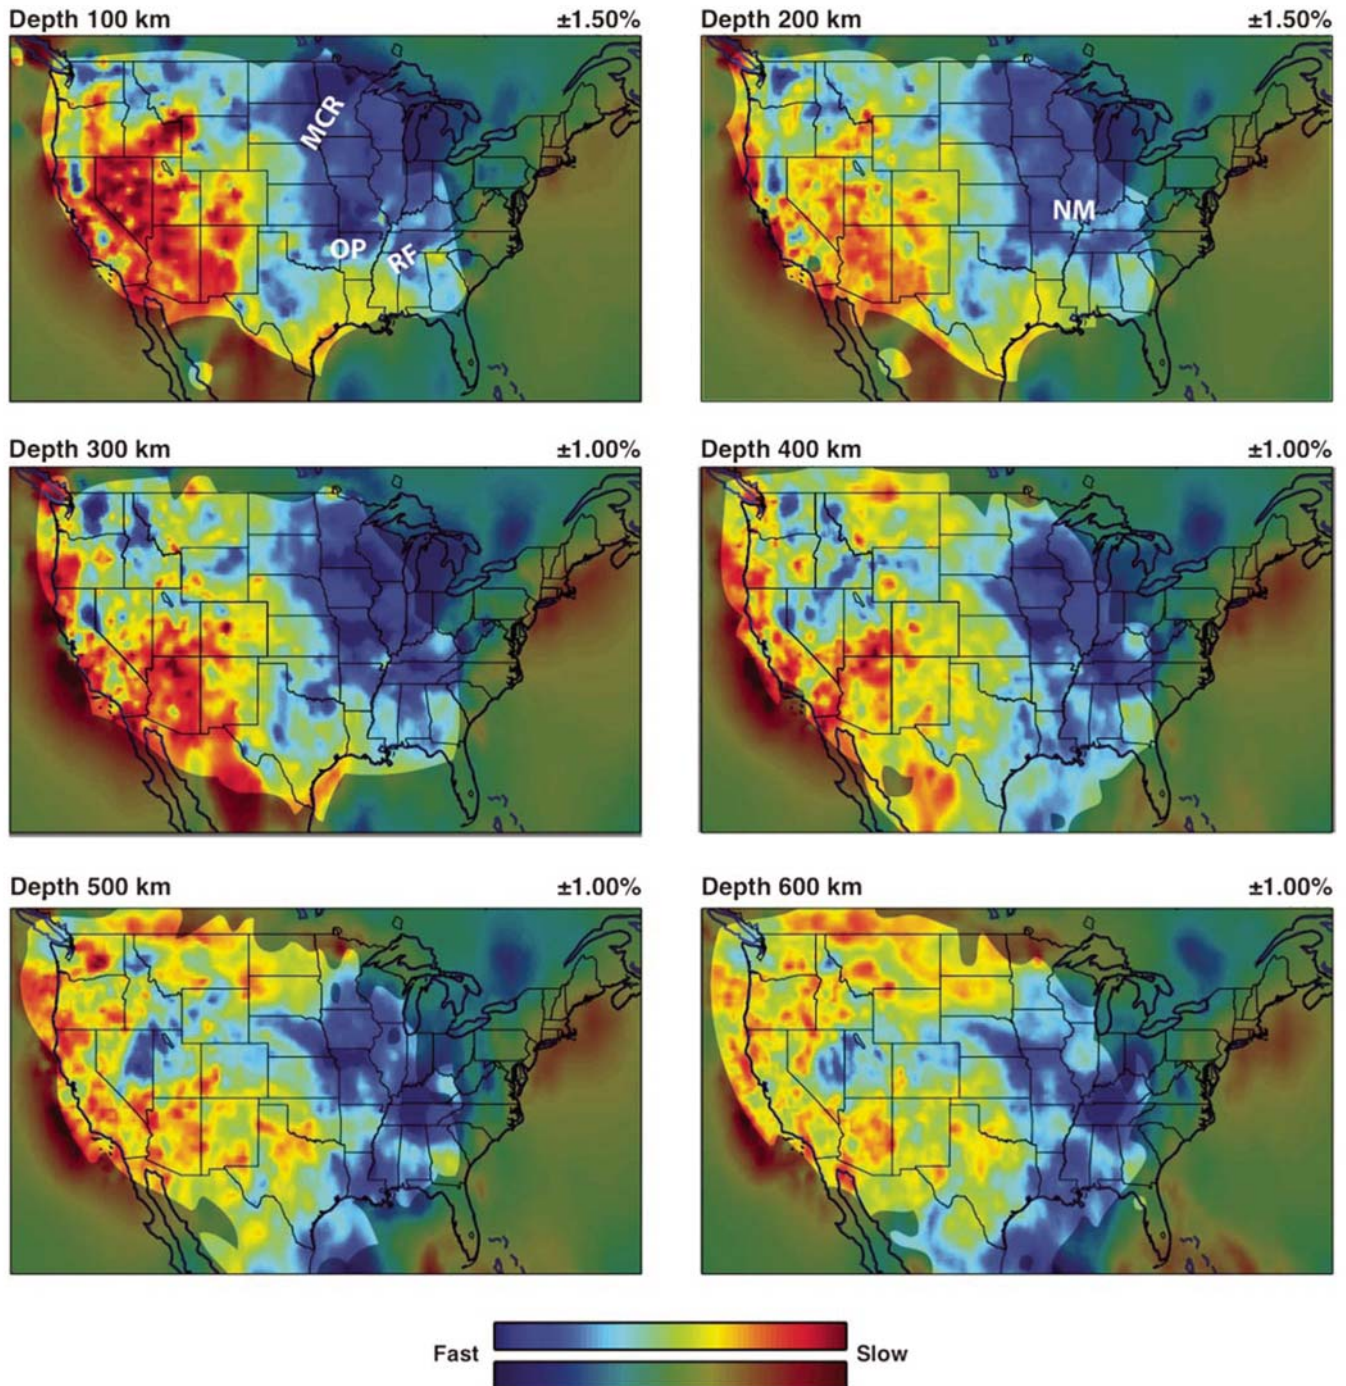 Depth 100 km ±1.50%
Depth 200 km ±1.50%
MCR
OP
RF
NM
Depth 300 km ±1.00%
Depth 400 km ±1.00%
Depth 500 km ±1.00%
Depth 600 km ±1.00%
Fast
Slow